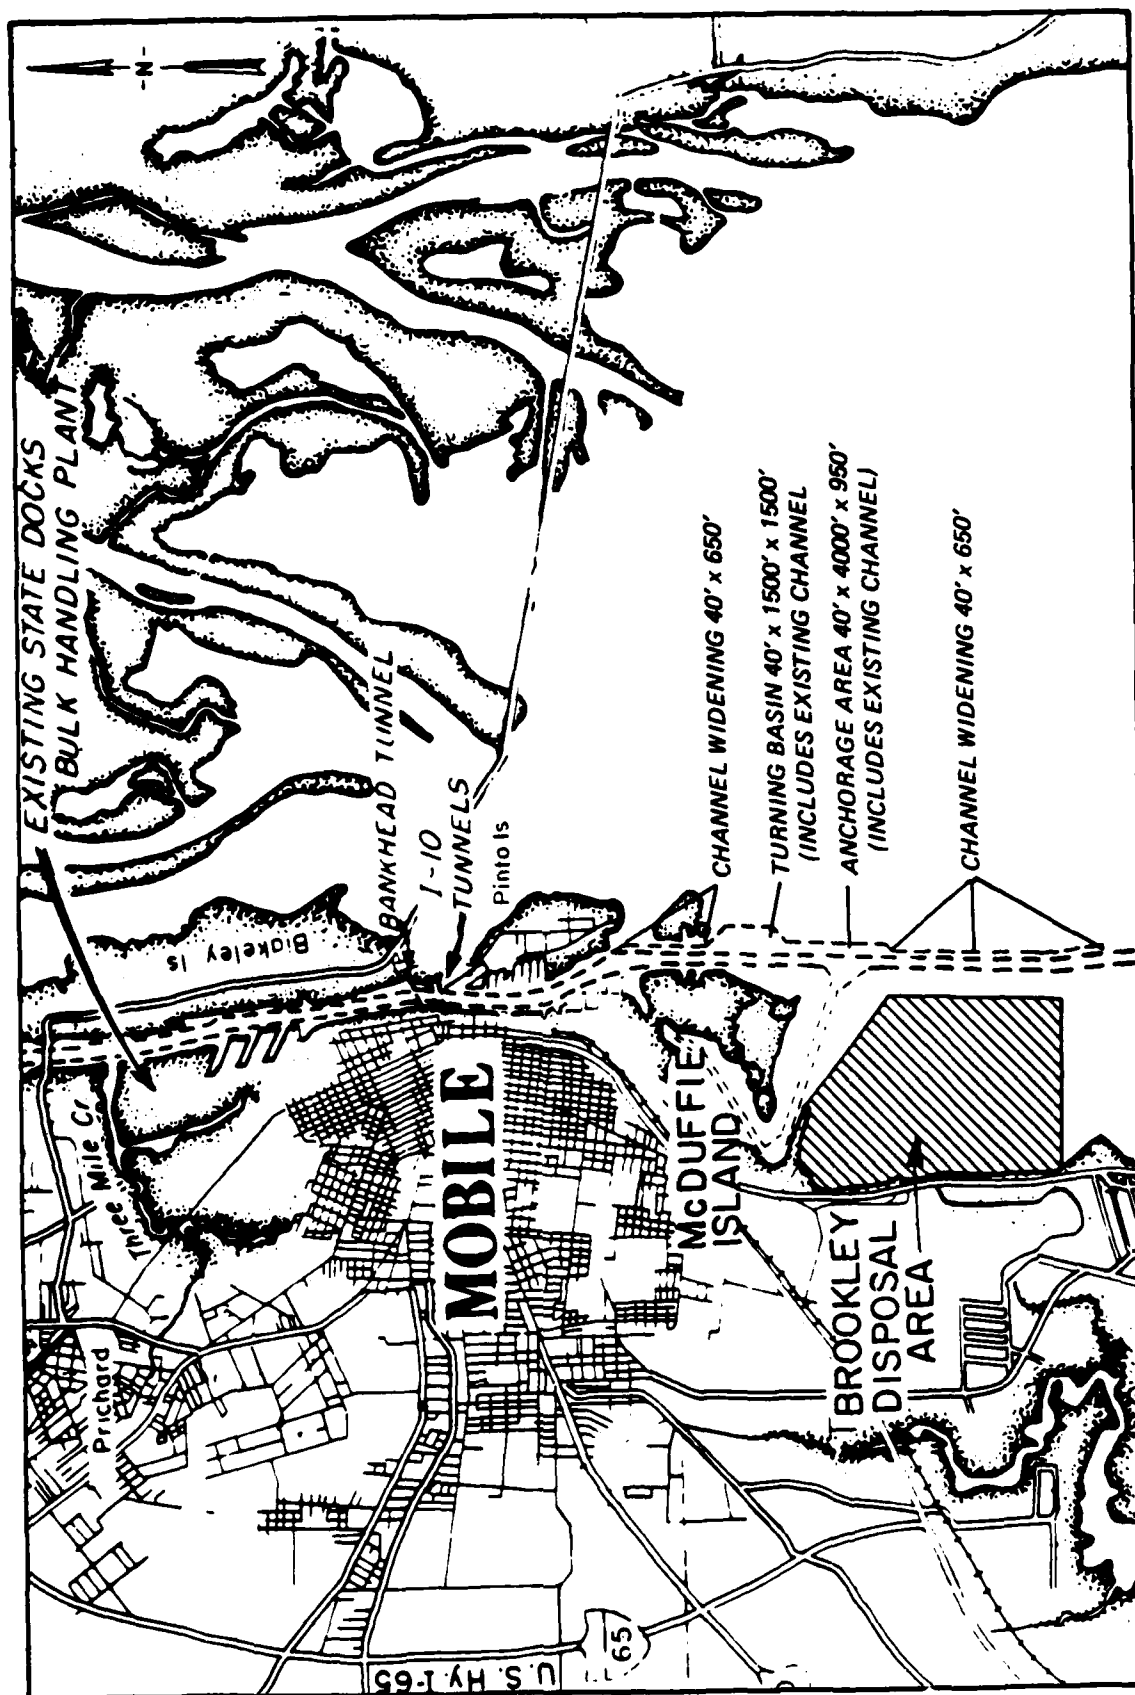 -N-
EXISTING STATE DOCKS
BULK HANDLING PLANT
Three Mile Cr
Prichard
Blakeley
Is
BANKHEAD TUNNEL
I-10
TUNNELS
Pinto Is
MOBILE
U.S. Hy I-65
65
McDUFFIE
ISLAND
BROOKLEY
DISPOSAL
AREA
CHANNEL WIDENING 40' x 650'
TURNING BASIN 40' x 1500' x 1500'
(INCLUDES EXISTING CHANNEL
ANCHORAGE AREA 40' x 4000' x 950'
(INCLUDES EXISTING CHANNEL)
CHANNEL WIDENING 40' x 650'